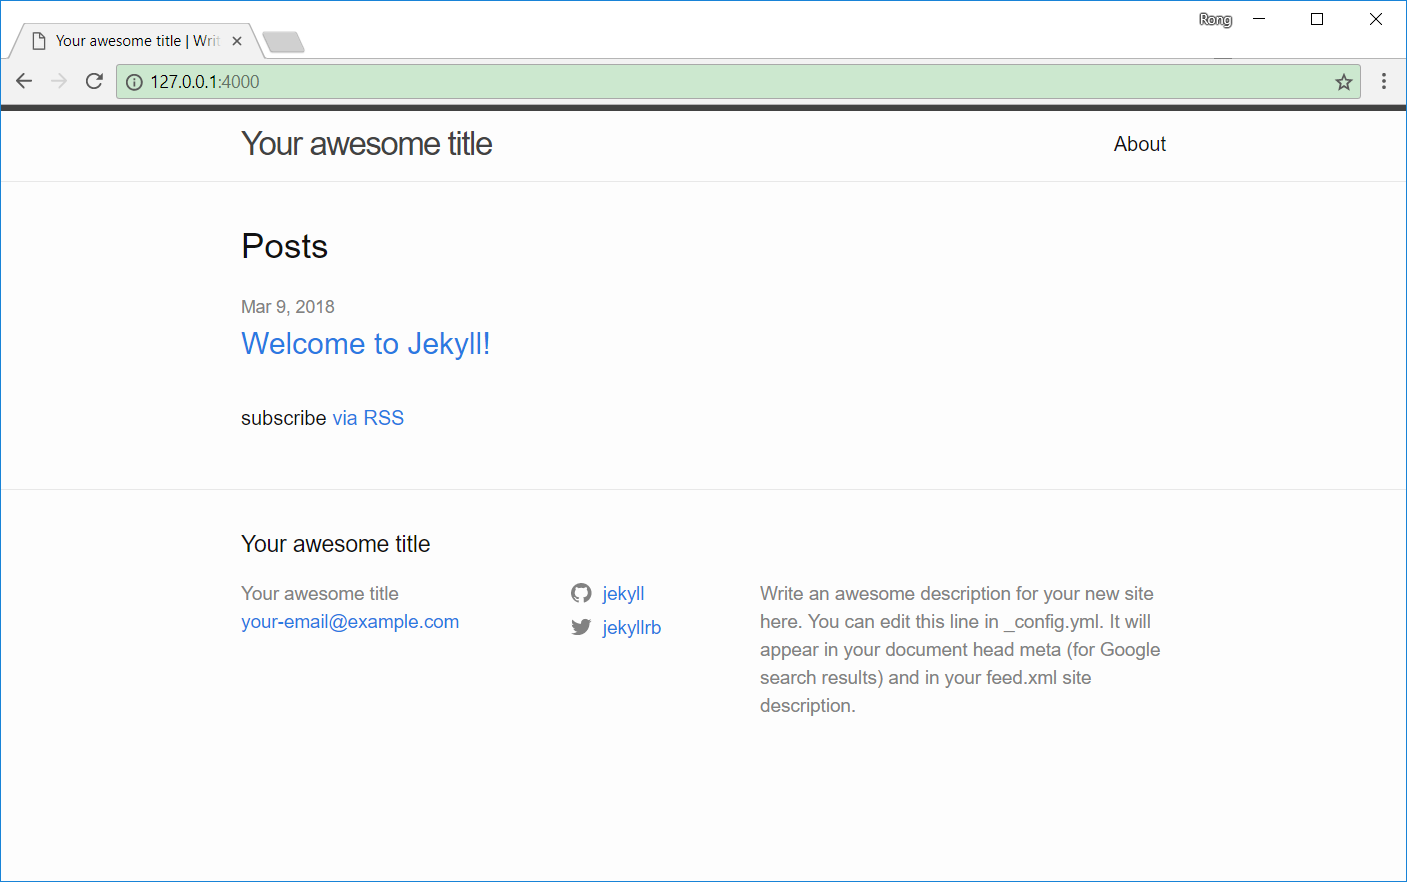 Rong
Your awesome title | Writ
127.0.0.1:4000
Your awesome title
About
Posts
Mar 9, 2018
Welcome to Jekyll!
subscribe via RSS
Your awesome title
Your awesome title
your-email@example.com
jekyll
jekyllrb
Write an awesome description for your new site
here. You can edit this line in _config.yml. It will
appear in your document head meta (for Google
search results) and in your feed.xml site
description.